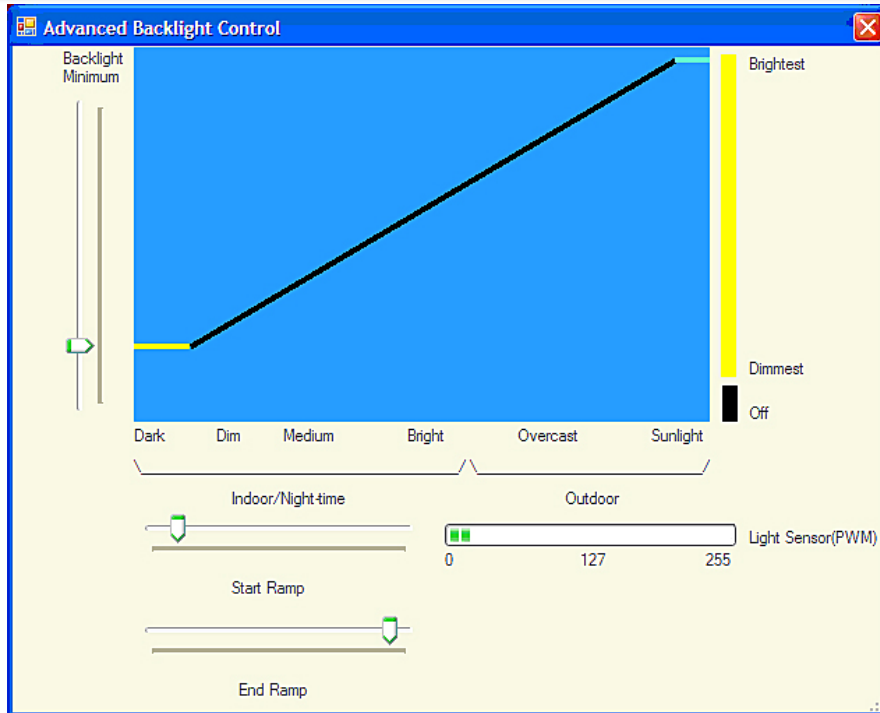 Advanced Backlight Control
Backlight
Minimum
Brightest
Dimmest
Off
Dark Dim Medium Bright Overcast Sunlight
Indoor/Night-time Outdoor
Light Sensor(PWM)
0 127 255
Start Ramp
End Ramp